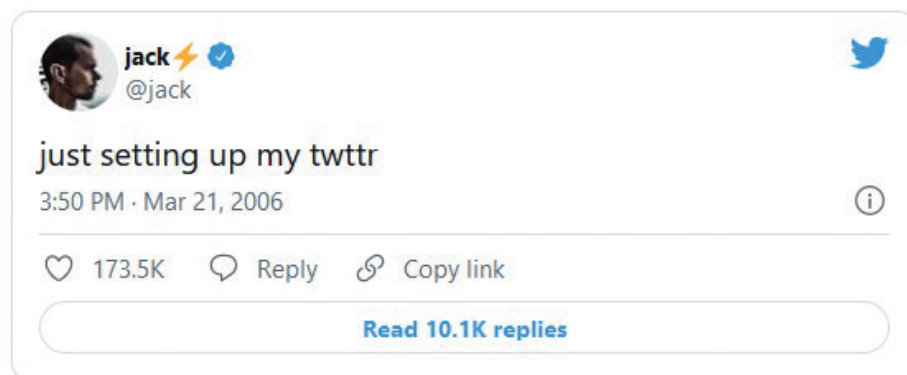 jack⚡
@jack
just setting up my twttr
3:50 PM · Mar 21, 2006
173.5K Reply Copy link
Read 10.1K replies